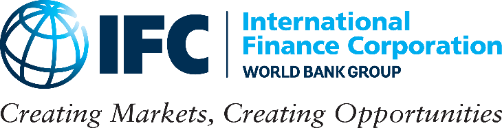 IFC
International
Finance Corporation
WORLD BANK GROUP
Creating Markets, Creating Opportunities